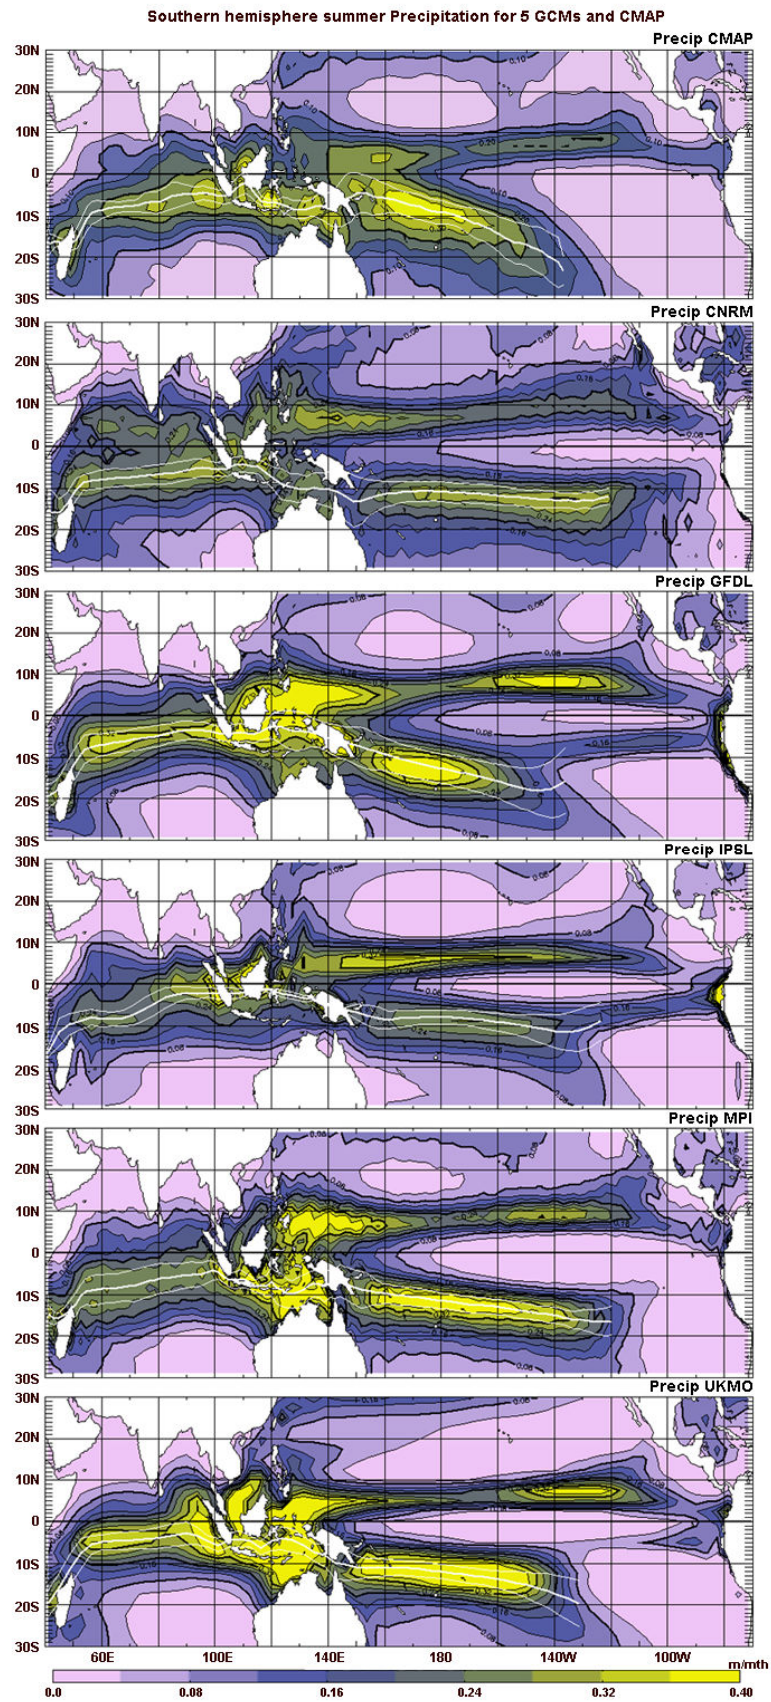 Southern hemisphere summer Precipitation for 5 GCMs and CMAP
Precip CMAP
30N
20N
10N
0
10S
20S
30S
Precip CNRM
30N
20N
10N
0
10S
20S
30S
Precip GFDL
30N
20N
10N
0
10S
20S
30S
Precip IPSL
30N
20N
10N
0
10S
20S
30S
Precip MPI
30N
20N
10N
0
10S
20S
30S
Precip UKMO
30N
20N
10N
0
10S
20S
30S
60E 100E 140E 180 140W 100W
m/mth
0.0 0.08 0.16 0.24 0.32 0.40